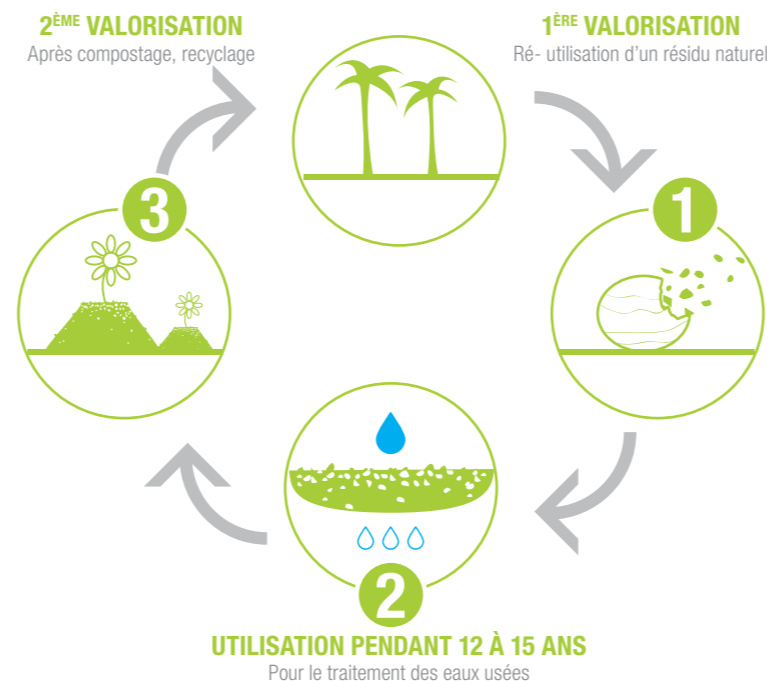 2ÈME VALORISATION
Après compostage, recyclage
1ÈRE VALORISATION
Ré- utilisation d’un résidu naturel
3
1
2
UTILISATION PENDANT 12 À 15 ANS
Pour le traitement des eaux usées